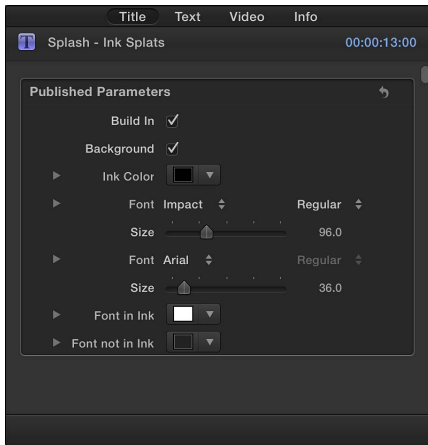 Title Text Video Info
T Splash - Ink Splats 00:00:13:00
Published Parameters
Build In
Background
Ink Color
Font Impact Regular
Size 96.0
Font Arial Regular
Size 36.0
Font in Ink
Font not in Ink